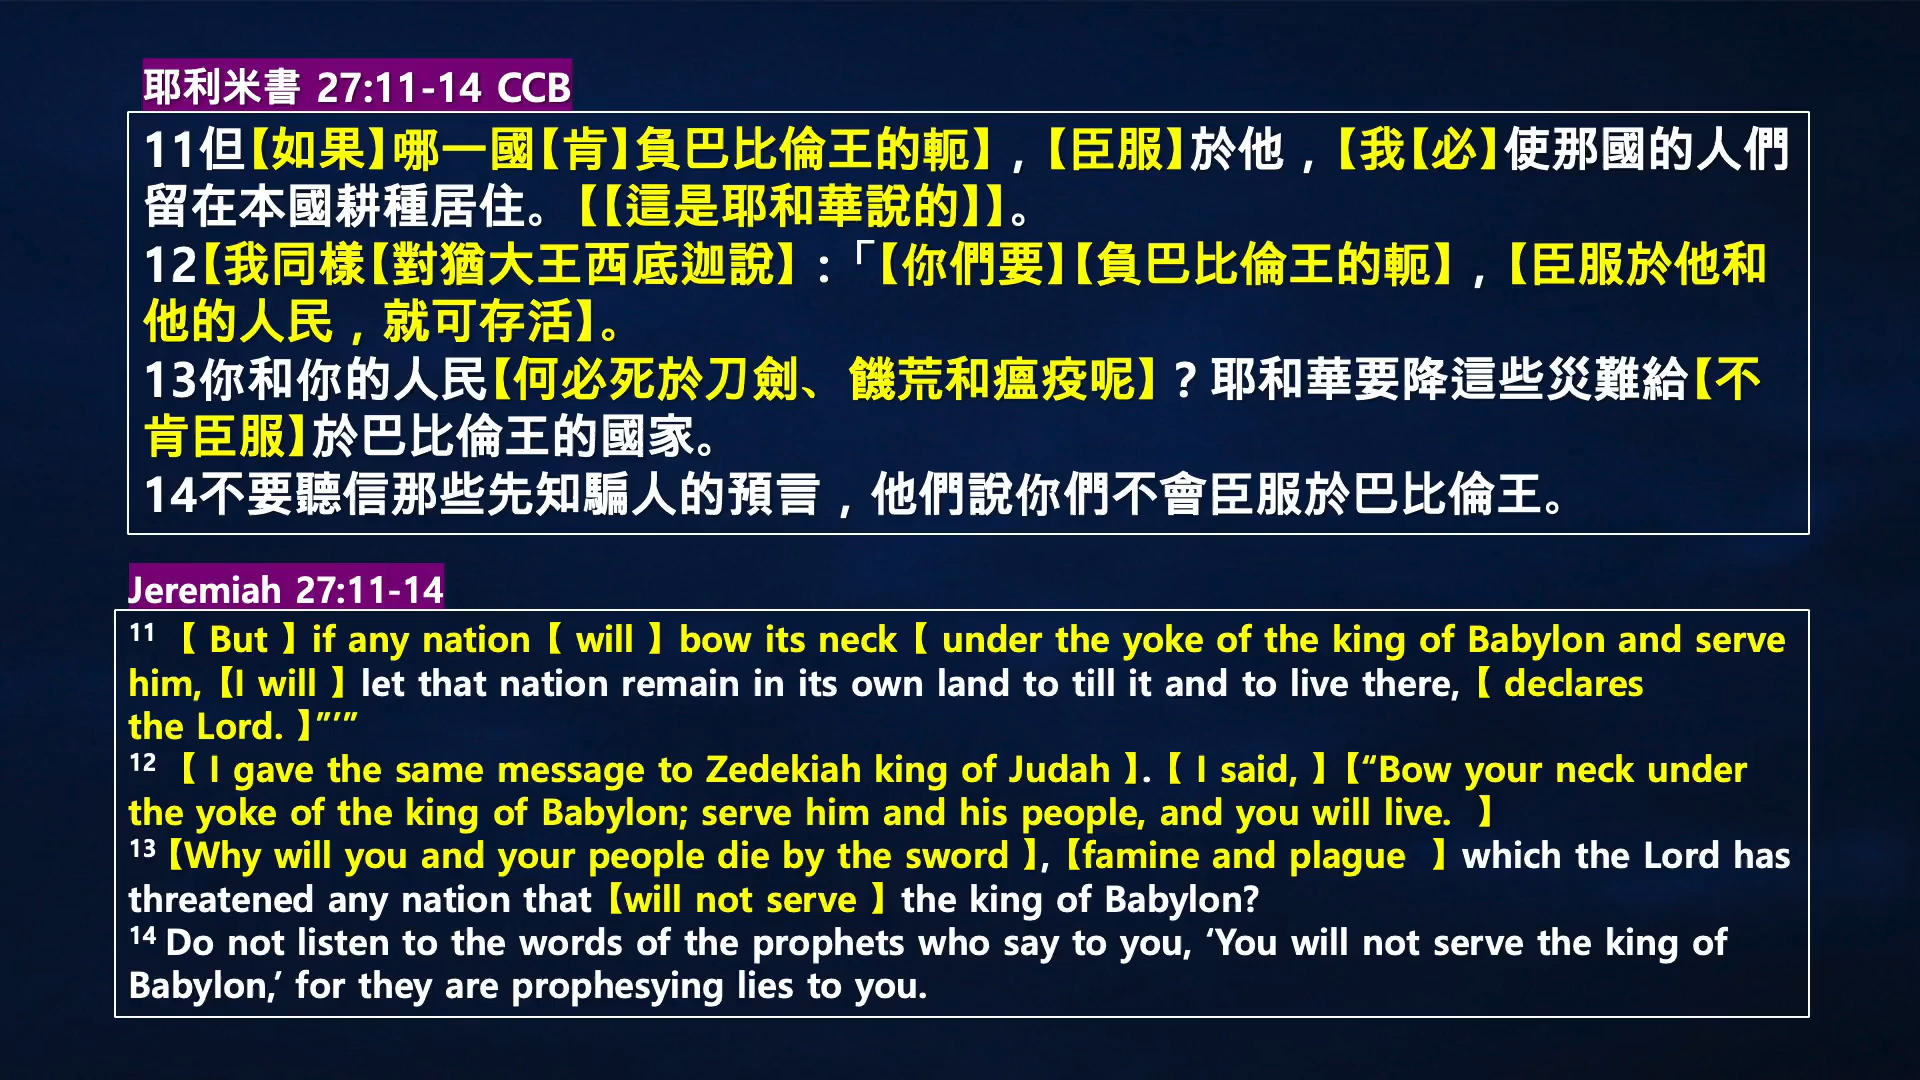 耶利米書 27:11-14 CCB
11但【如果】哪一國【肯】負巴比倫王的軛】,【臣服】於他，【我【必】使那國的人們
留在本國耕種居住。【【這是耶和華說的】】。
12【我同樣【對猶大王西底迦說】:「【你們要】【負巴比倫王的軛】,【臣服於他和
他的人民，就可存活】。
13你和你的人民【何必死於刀劍、饑荒和瘟疫呢】？耶和華要降這些災難給【不
肯臣服】於巴比倫王的國家。
14不要聽信那些先知騙人的預言，他們說你們不會臣服於巴比倫王。
Jeremiah 27:11-14
11 【 But 】 if any nation【 will 】 bow its neck【 under the yoke of the king of Babylon and serve
him,【I will 】let that nation remain in its own land to till it and to live there,【 declares
the Lord. 】”’”
12 【 I gave the same message to Zedekiah king of Judah 】.【 I said, 】【“Bow your neck under
the yoke of the king of Babylon; serve him and his people, and you will live. 】
13【Why will you and your people die by the sword 】,【famine and plague 】which the Lord has
threatened any nation that【will not serve 】the king of Babylon?
14 Do not listen to the words of the prophets who say to you, ‘You will not serve the king of
Babylon,’ for they are prophesying lies to you.